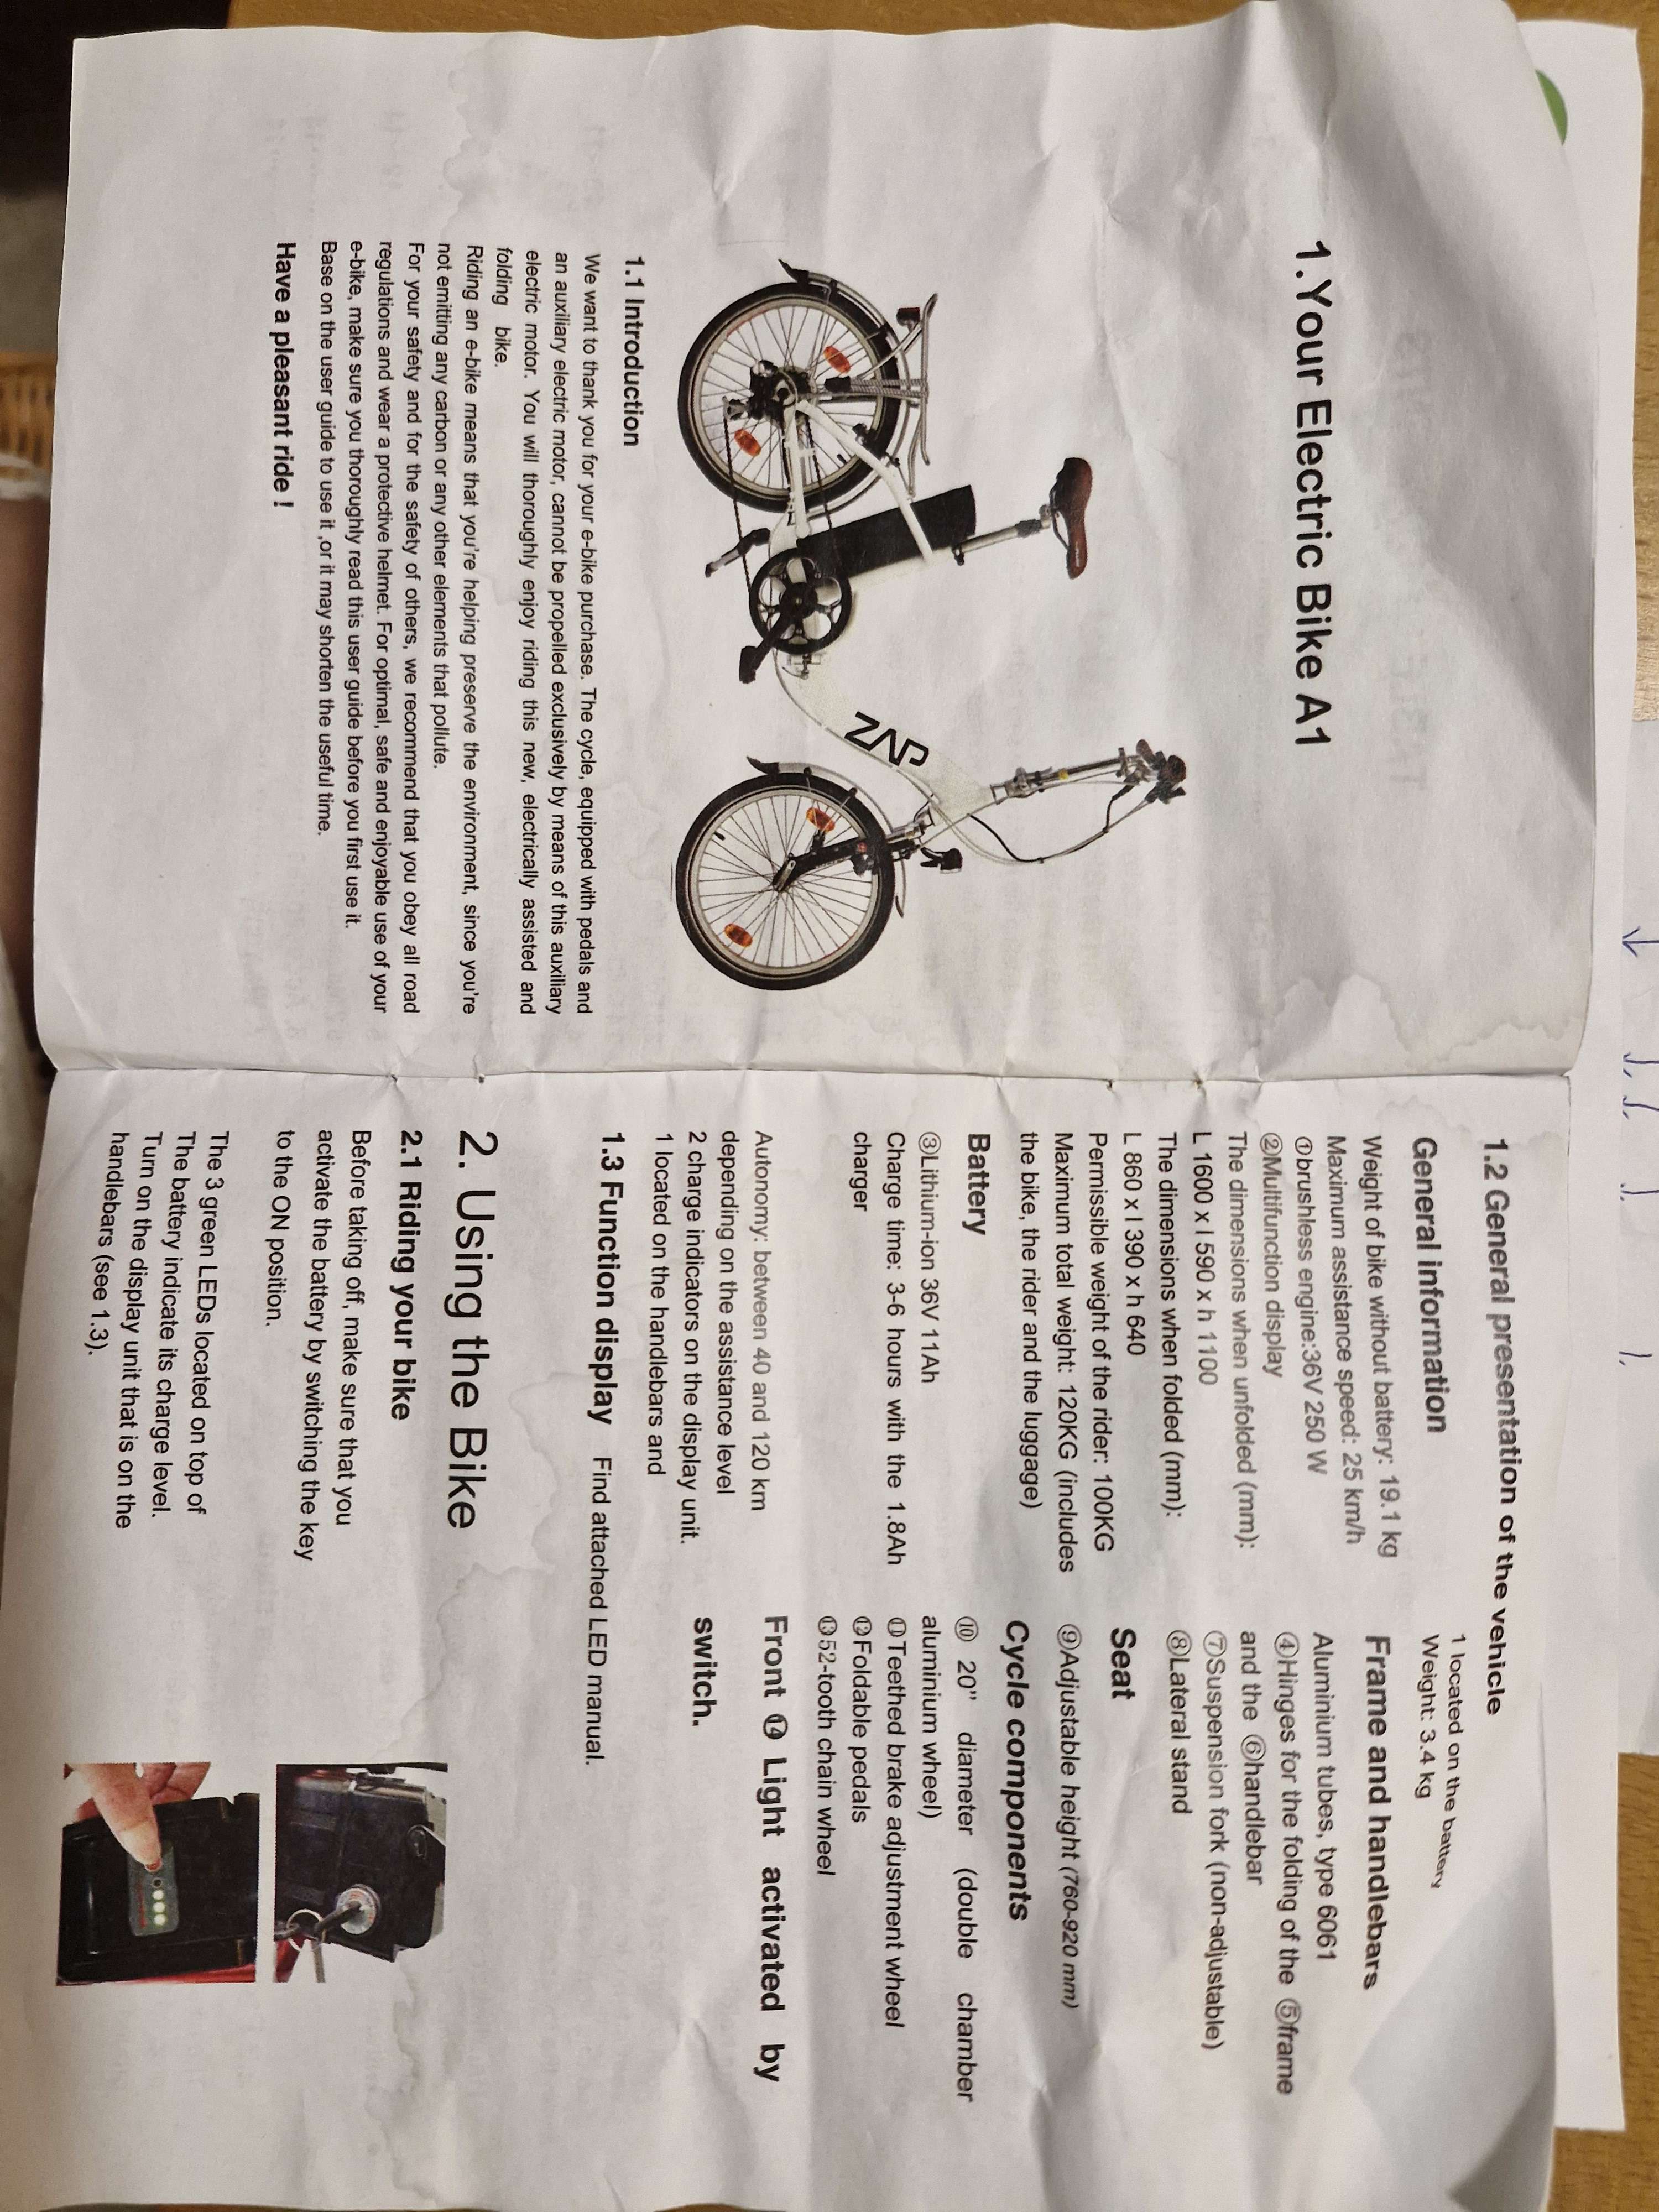 1.Your Electric Bike A1
ZAP
1.1 Introduction
We want to thank you for your e-bike purchase. The cycle, equipped with pedals and
an auxiliary electric motor, cannot be propelled exclusively by means of this auxiliary
electric motor. You will thoroughly enjoy riding this new, electrically assisted and
folding bike.
Riding an e-bike means that you're helping preserve the environment, since you're
not emitting any carbon or any other elements that pollute.
For your safety and for the safety of others, we recommend that you obey all road
regulations and wear a protective helmet. For optimal, safe and enjoyable use of your
e-bike, make sure you thoroughly read this user guide before you first use it.
Base on the user guide to use it ,or it may shorten the useful time.
Have a pleasant ride !
1.2 General presentation of the vehicle
General information
Weight of bike without battery: 19.1 kg
Maximum assistance speed: 25 km/h
①brushless engine:36V 250 W
②Multifunction display
The dimensions when unfolded (mm):
L 1600 x l 590 x h 1100
The dimensions when folded (mm):
L 860 x l 390 x h 640
Permissible weight of the rider: 100KG
Maximum total weight: 120KG (includes
the bike, the rider and the luggage)
Battery
③Lithium-ion 36V 11Ah
Charge time: 3-6 hours with the 1.8Ah
charger
Autonomy: between 40 and 120 km
depending on the assistance level
2 charge indicators on the display unit.
1 located on the handlebars and
1 located on the battery
Weight: 3.4 kg
Frame and handlebars
Aluminium tubes, type 6061
④Hinges for the folding of the ⑤frame
and the ⑥handlebar
⑦Suspension fork (non-adjustable)
⑧Lateral stand
Seat
⑨Adjustable height (760-920 mm)
Cycle components
⑩ 20” diameter (double chamber
aluminium wheel)
⑪Teethed brake adjustment wheel
⑫Foldable pedals
⑬52-tooth chain wheel
Front ⑭ Light activated by
switch.
1.3 Function display Find attached LED manual.
2. Using the Bike
2.1 Riding your bike
Before taking off, make sure that you
activate the battery by switching the key
to the ON position.
The 3 green LEDs located on top of
The battery indicate its charge level.
Turn on the display unit that is on the
handlebars (see 1.3).